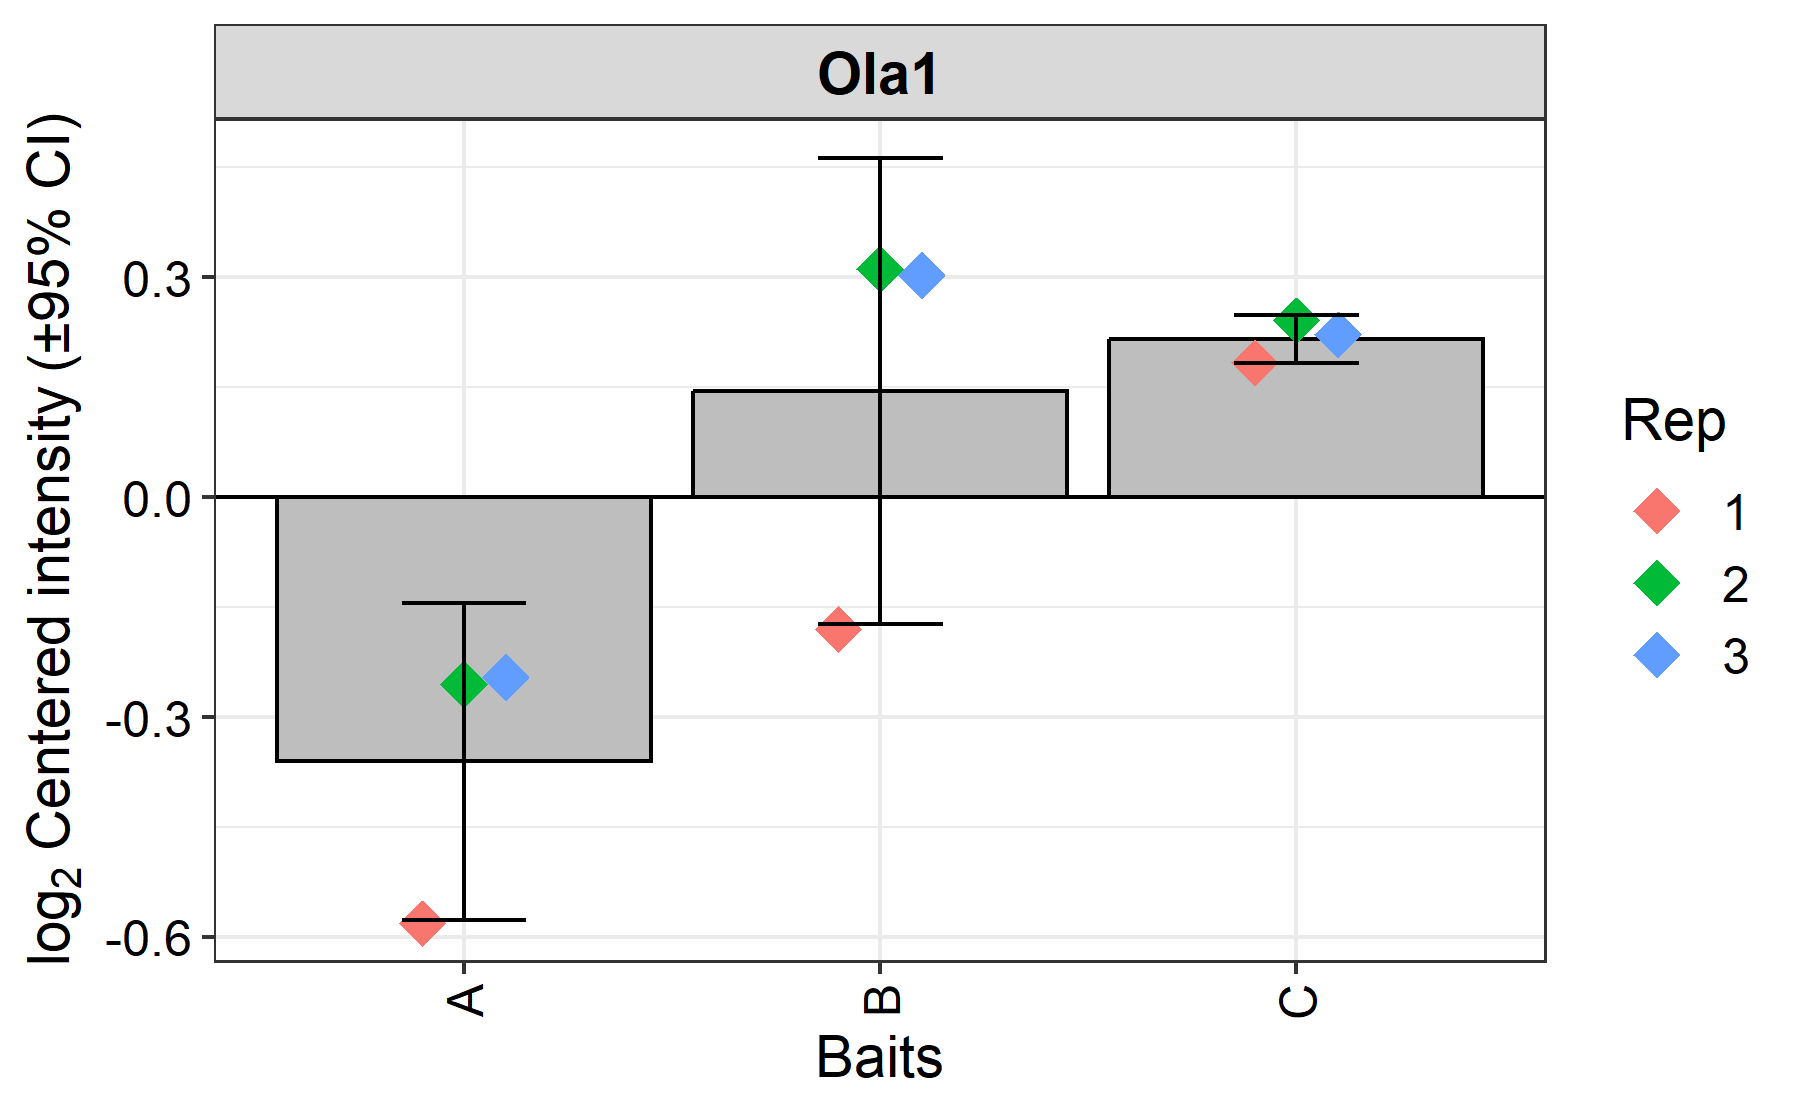 Ola1
log₂ Centered intensity (±95% CI)
0.3
0.0
-0.3
-0.6
A
B
C
Baits
Rep
1
2
3